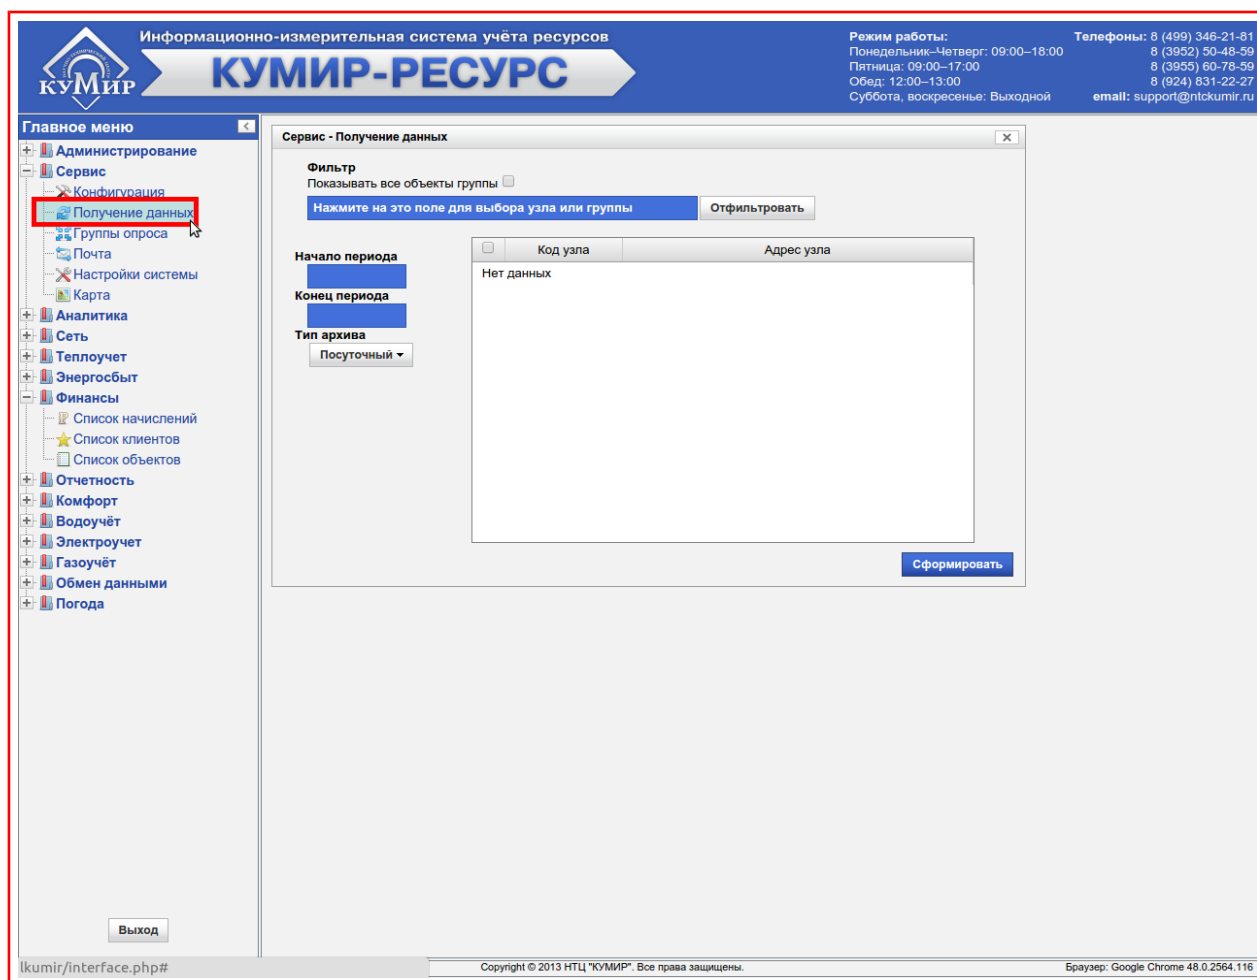 Информационно-измерительная система учёта ресурсов
КУМИР
КУМИР-РЕСУРС
Режим работы:
Понедельник–Четверг: 09:00–18:00
Пятница: 09:00–17:00
Обед: 12:00–13:00
Суббота, воскресенье: Выходной
Телефоны: 8 (499) 346-21-81
8 (3952) 50-48-59
8 (3955) 60-78-59
8 (924) 831-22-27
email: support@ntckumir.ru
Главное меню
Администрирование
Сервис
Конфигурация
Получение данных
Группы опроса
Почта
Настройки системы
Карта
Аналитика
Сеть
Теплоучет
Энергосбыт
Финансы
Список начислений
Список клиентов
Список объектов
Отчетность
Комфорт
Водоучёт
Электроучет
Газоучёт
Обмен данными
Погода
Выход
Сервис - Получение данных
Фильтр
Показывать все объекты группы
Нажмите на это поле для выбора узла или группы
Отфильтровать
Начало периода
Конец периода
Тип архива
Посуточный
Код узла Адрес узла
Нет данных
Сформировать
lkumir/interface.php#
Copyright © 2013 НТЦ "КУМИР". Все права защищены.
Браузер: Google Chrome 48.0.2564.116